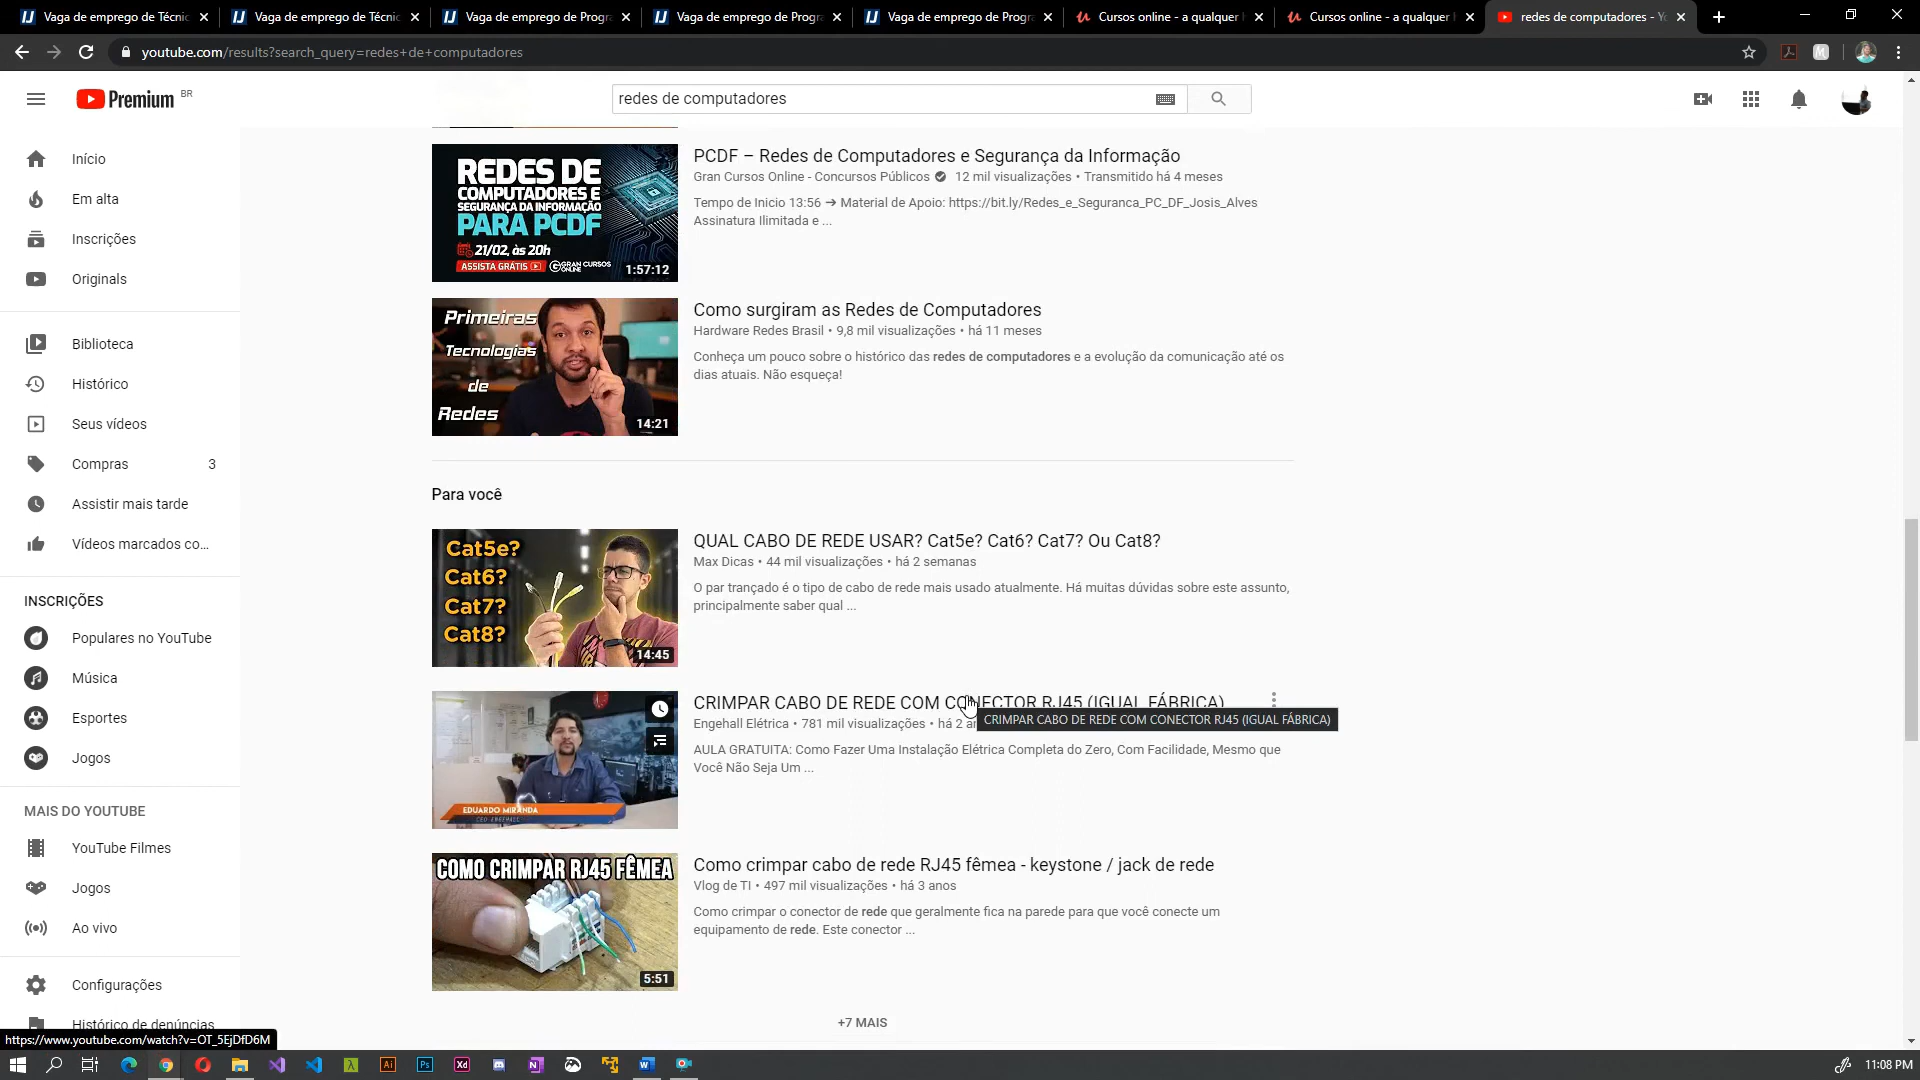 Vaga de emprego de Técnic
Vaga de emprego de Técnic
Vaga de emprego de Progra
Vaga de emprego de Progra
Vaga de emprego de Progra
Cursos online - a qualquer
Cursos online - a qualquer
redes de computadores - Yo
youtube.com/results?search_query=redes+de+computadores
Premium BR
redes de computadores
Início
Em alta
Inscrições
Originals
Biblioteca
Histórico
Seus vídeos
Compras 3
Assistir mais tarde
Vídeos marcados co...
INSCRIÇÕES
Populares no YouTube
Música
Esportes
Jogos
MAIS DO YOUTUBE
YouTube Filmes
Jogos
Ao vivo
Configurações
Histórico de denúncias
REDES DE
COMPUTADORES E
SEGURANÇA DA INFORMAÇÃO
PARA PCDF
21/02, às 20h
ASSISTA GRÁTIS
GRAN CURSOS
ONLINE
1:57:12
PCDF – Redes de Computadores e Segurança da Informação
Gran Cursos Online - Concursos Públicos 12 mil visualizações • Transmitido há 4 meses
Tempo de Inicio 13:56 ➔ Material de Apoio: https://bit.ly/Redes_e_Seguranca_PC_DF_Josis_Alves
Assinatura Ilimitada e ...
Primeiras
Tecnologias
de
Redes
14:21
Como surgiram as Redes de Computadores
Hardware Redes Brasil • 9,8 mil visualizações • há 11 meses
Conheça um pouco sobre o histórico das redes de computadores e a evolução da comunicação até os
dias atuais. Não esqueça!
Para você
Cat5e?
Cat6?
Cat7?
Cat8?
14:45
QUAL CABO DE REDE USAR? Cat5e? Cat6? Cat7? Ou Cat8?
Max Dicas • 44 mil visualizações • há 2 semanas
O par trançado é o tipo de cabo de rede mais usado atualmente. Há muitas dúvidas sobre este assunto,
principalmente saber qual ...
EDUARDO MIRANDA
CEO ENGEHALL
CRIMPAR CABO DE REDE COM CONECTOR RJ45 (IGUAL FÁBRICA)
Engehall Elétrica • 781 mil visualizações • há 2 an
CRIMPAR CABO DE REDE COM CONECTOR RJ45 (IGUAL FÁBRICA)
AULA GRATUITA: Como Fazer Uma Instalação Elétrica Completa do Zero, Com Facilidade, Mesmo que
Você Não Seja Um ...
COMO CRIMPAR RJ45 FÊMEA
5:51
Como crimpar cabo de rede RJ45 fêmea - keystone / jack de rede
Vlog de TI • 497 mil visualizações • há 3 anos
Como crimpar o conector de rede que geralmente fica na parede para que você conecte um
equipamento de rede. Este conector ...
+7 MAIS
https://www.youtube.com/watch?v=OT_5EjDfD6M
Ai
Ps
Xd
11:08 PM